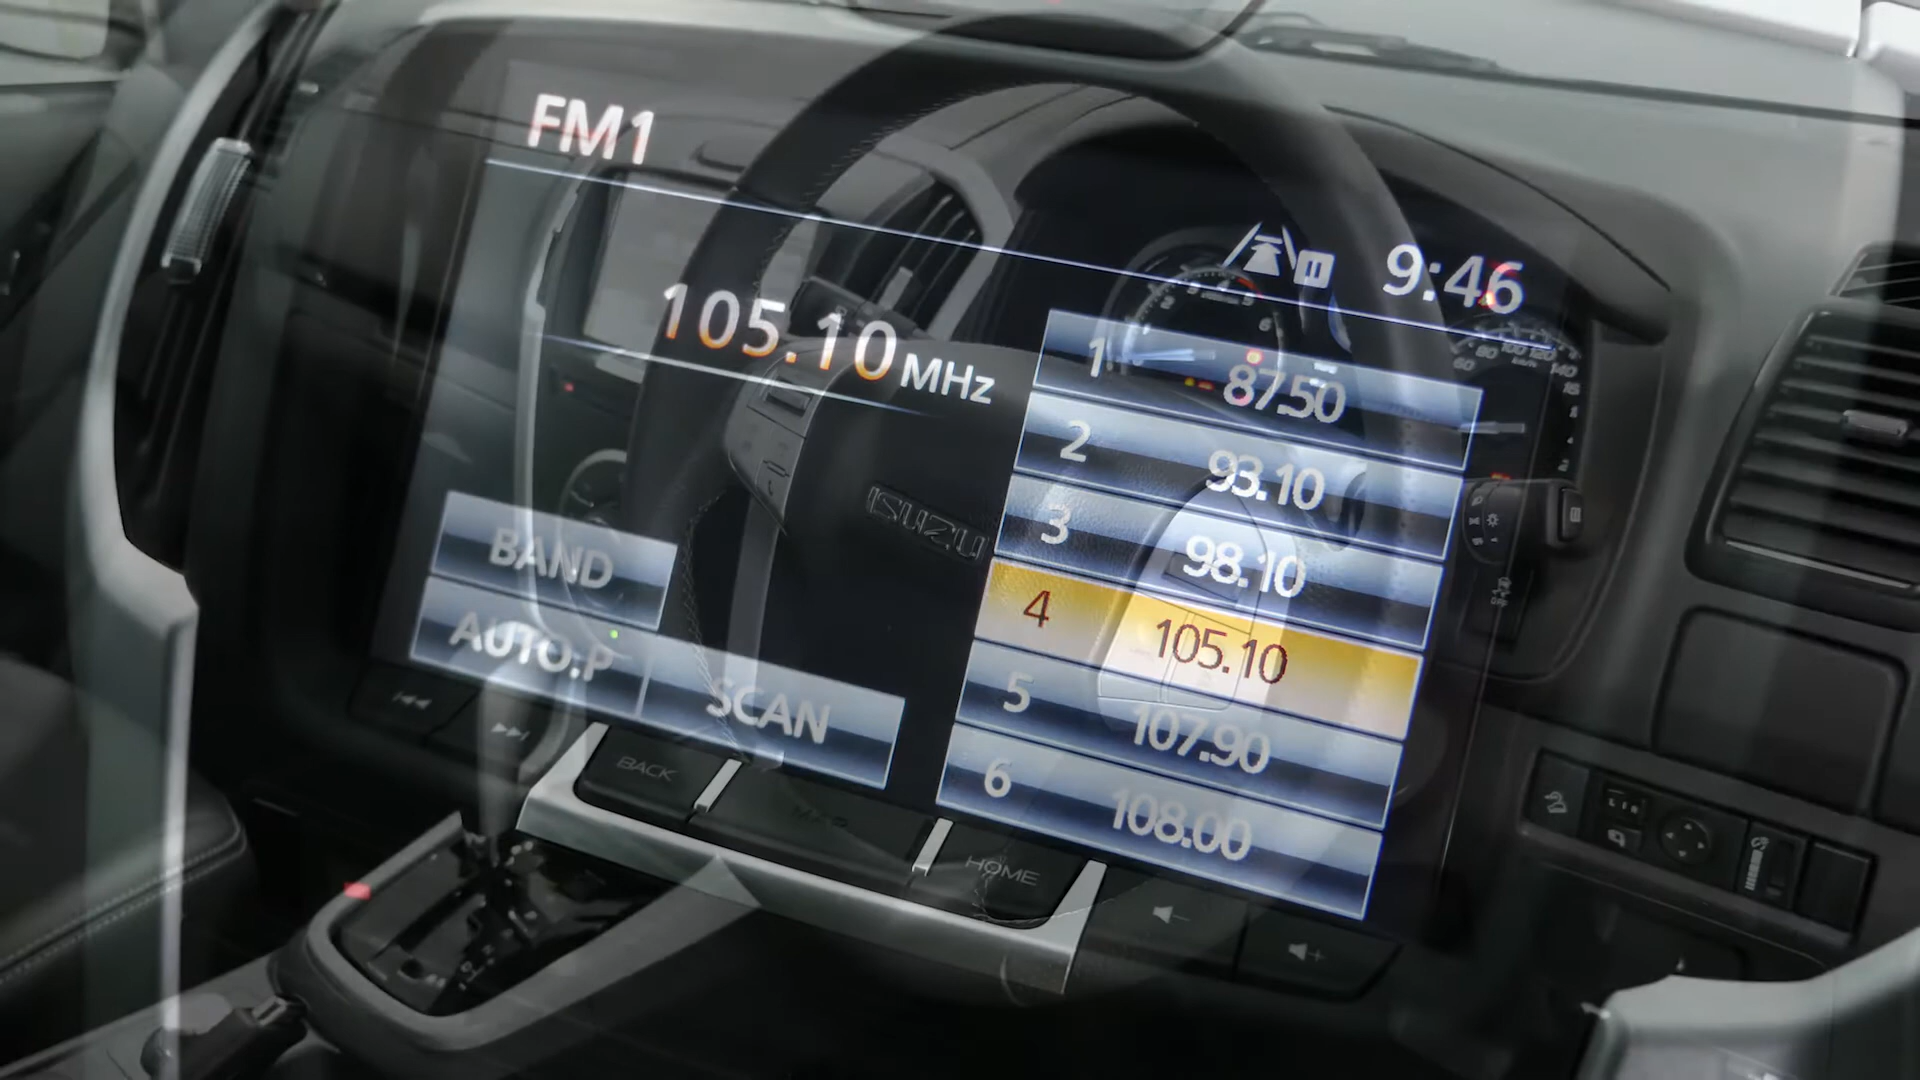 FM1
9:46
105.10 MHz
1 87.50
2 93.10
3 98.10
4 105.10
5 107.90
6 108.00
BAND
AUTO.P
SCAN
BACK
MAP
HOME
ISUZU